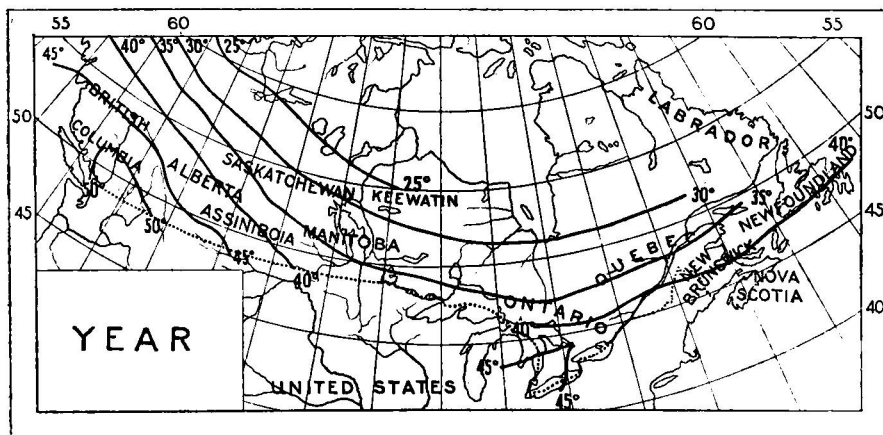 55 60 60 55
45° 40° 35° 30° 25°
50 50
45 45
40
BRITISH
COLUMBIA
ALBERTA
SASKATCHEWAN
ASSINIBOIA
MANITOBA
KEEWATIN
LABRADOR
QUEBEC
ONTARIO
NEW
BRUNSWICK
NEWFOUNDLAND
NOVA
SCOTIA
25°
30°
35°
40°
50°
50°
45°
40°
40°
45°
45°
YEAR
UNITED STATES